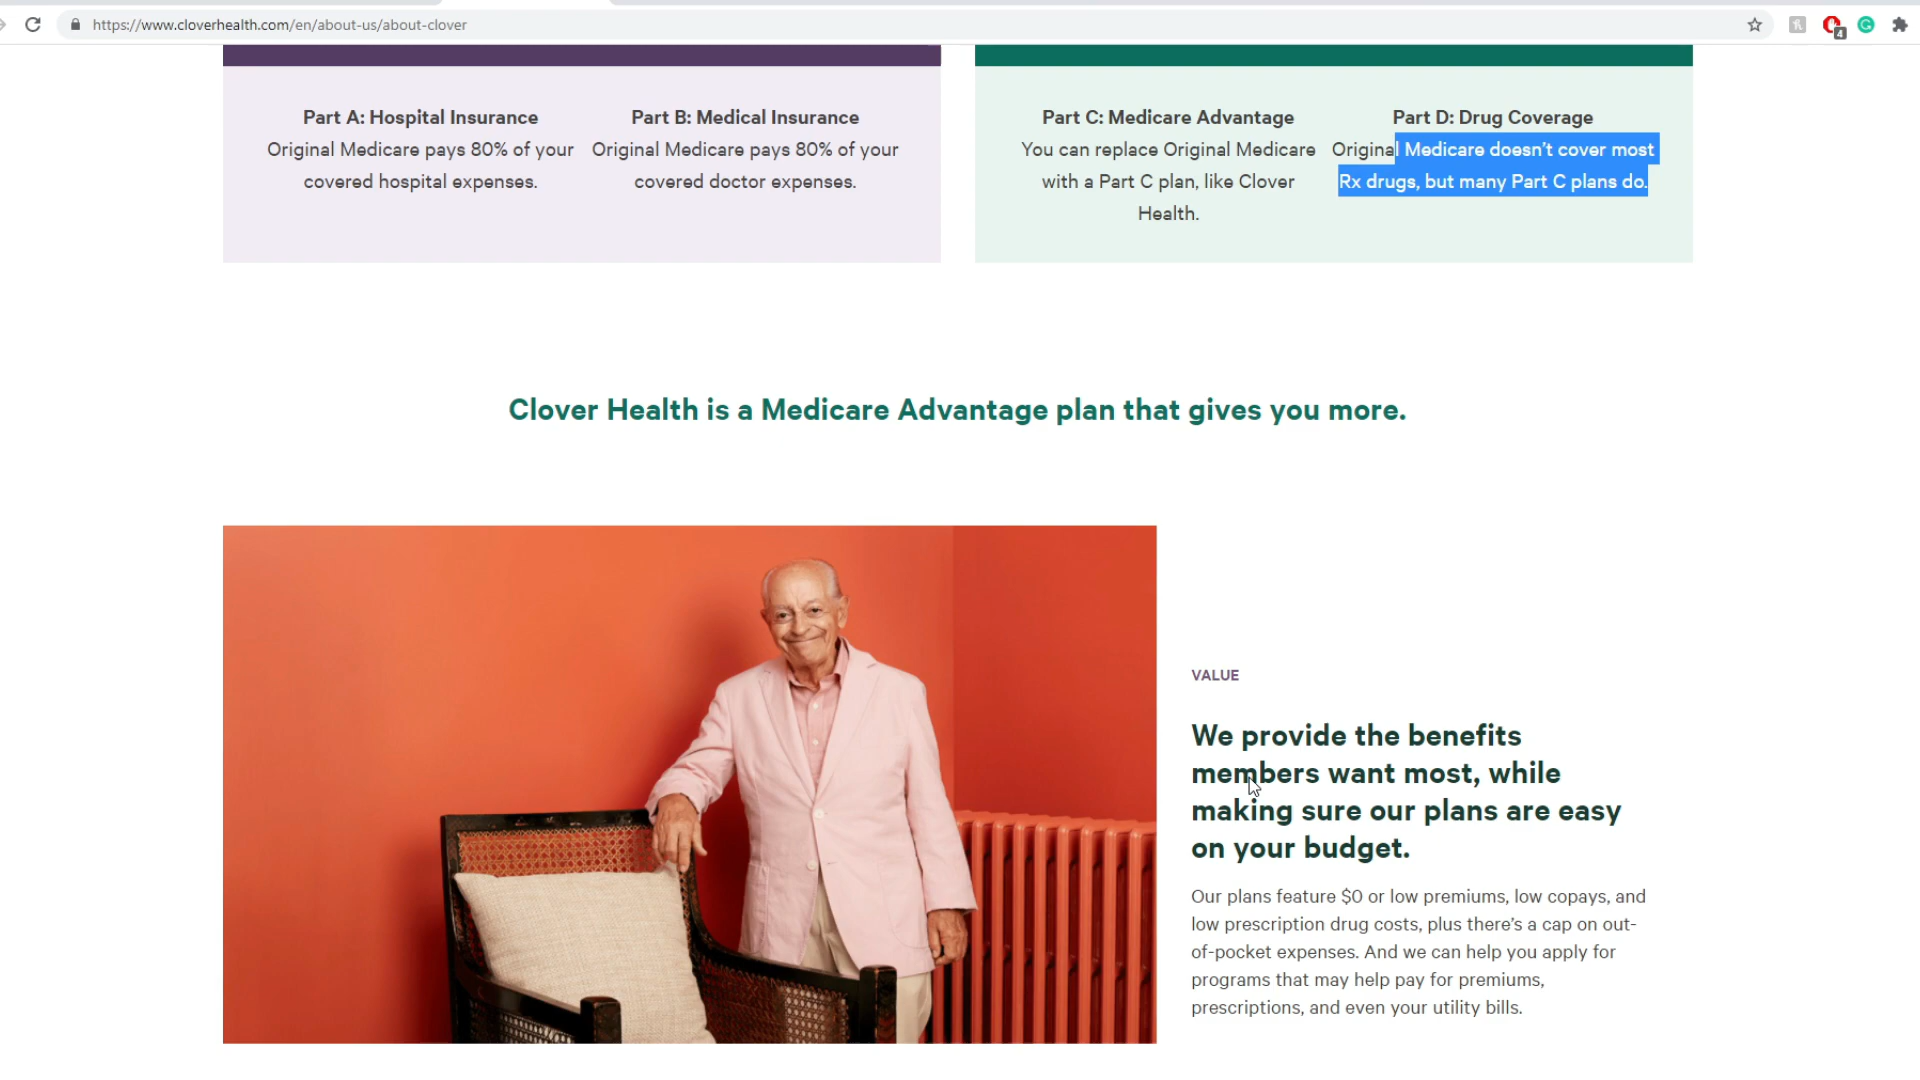 https://www.cloverhealth.com/en/about-us/about-clover
4
Part A: Hospital Insurance
Original Medicare pays 80% of your
covered hospital expenses.
Part B: Medical Insurance
Original Medicare pays 80% of your
covered doctor expenses.
Part C: Medicare Advantage
You can replace Original Medicare
with a Part C plan, like Clover
Health.
Part D: Drug Coverage
Original Medicare doesn’t cover most
Rx drugs, but many Part C plans do.
Clover Health is a Medicare Advantage plan that gives you more.
VALUE
We provide the benefits
members want most, while
making sure our plans are easy
on your budget.
Our plans feature $0 or low premiums, low copays, and
low prescription drug costs, plus there’s a cap on out-
of-pocket expenses. And we can help you apply for
programs that may help pay for premiums,
prescriptions, and even your utility bills.